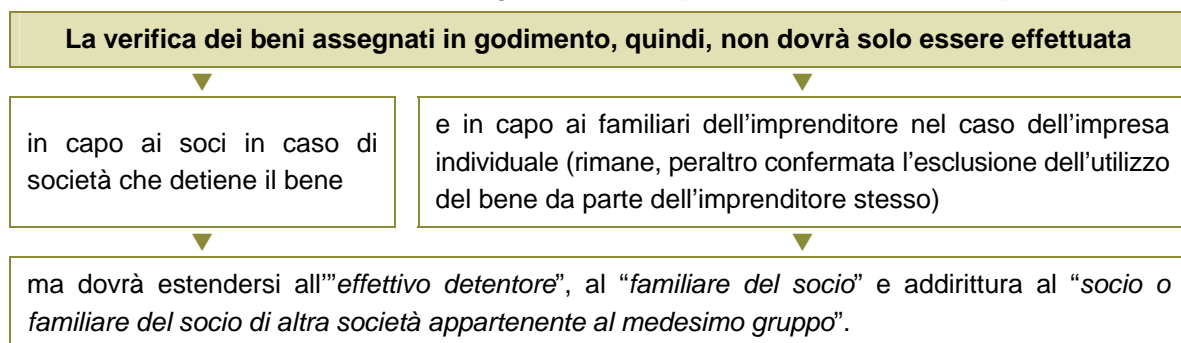 La verifica dei beni assegnati in godimento, quindi, non dovrà solo essere effettuata
in capo ai soci in caso di
società che detiene il bene
e in capo ai familiari dell’imprenditore nel caso dell’impresa
individuale (rimane, peraltro confermata l’esclusione dell’utilizzo
del bene da parte dell’imprenditore stesso)
ma dovrà estendersi all’”effettivo detentore”, al “familiare del socio” e addirittura al “socio o
familiare del socio di altra società appartenente al medesimo gruppo”.